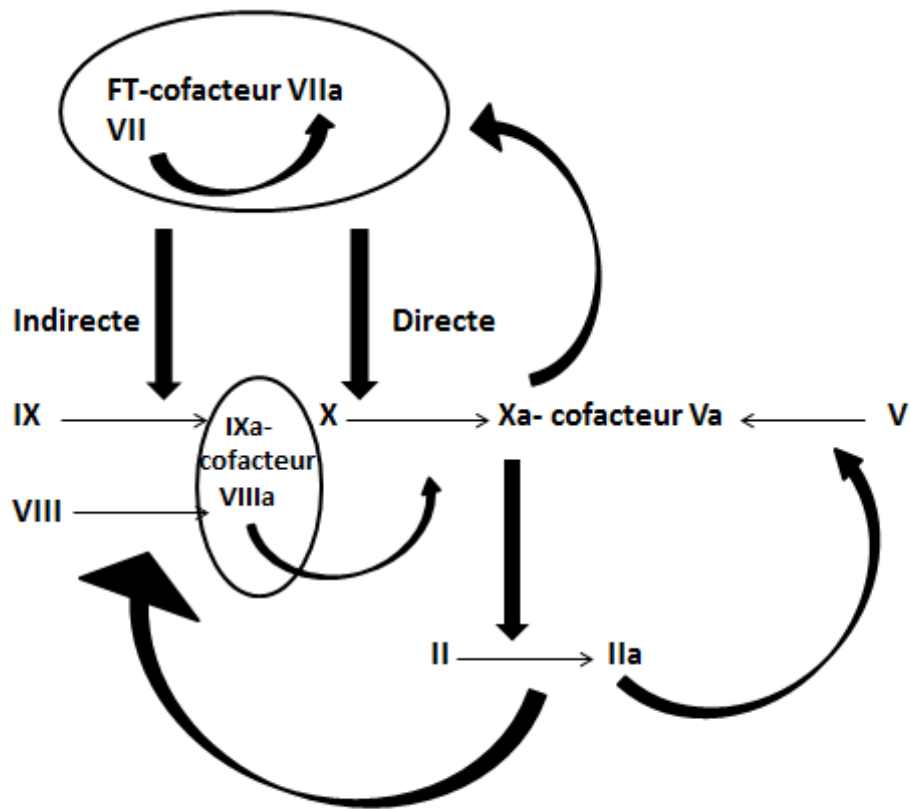 FT-cofacteur VIIa
VII
Indirecte
Directe
IX
IXa-
cofacteur
VIIIa
X
Xa- cofacteur Va
V
VIII
II
IIa